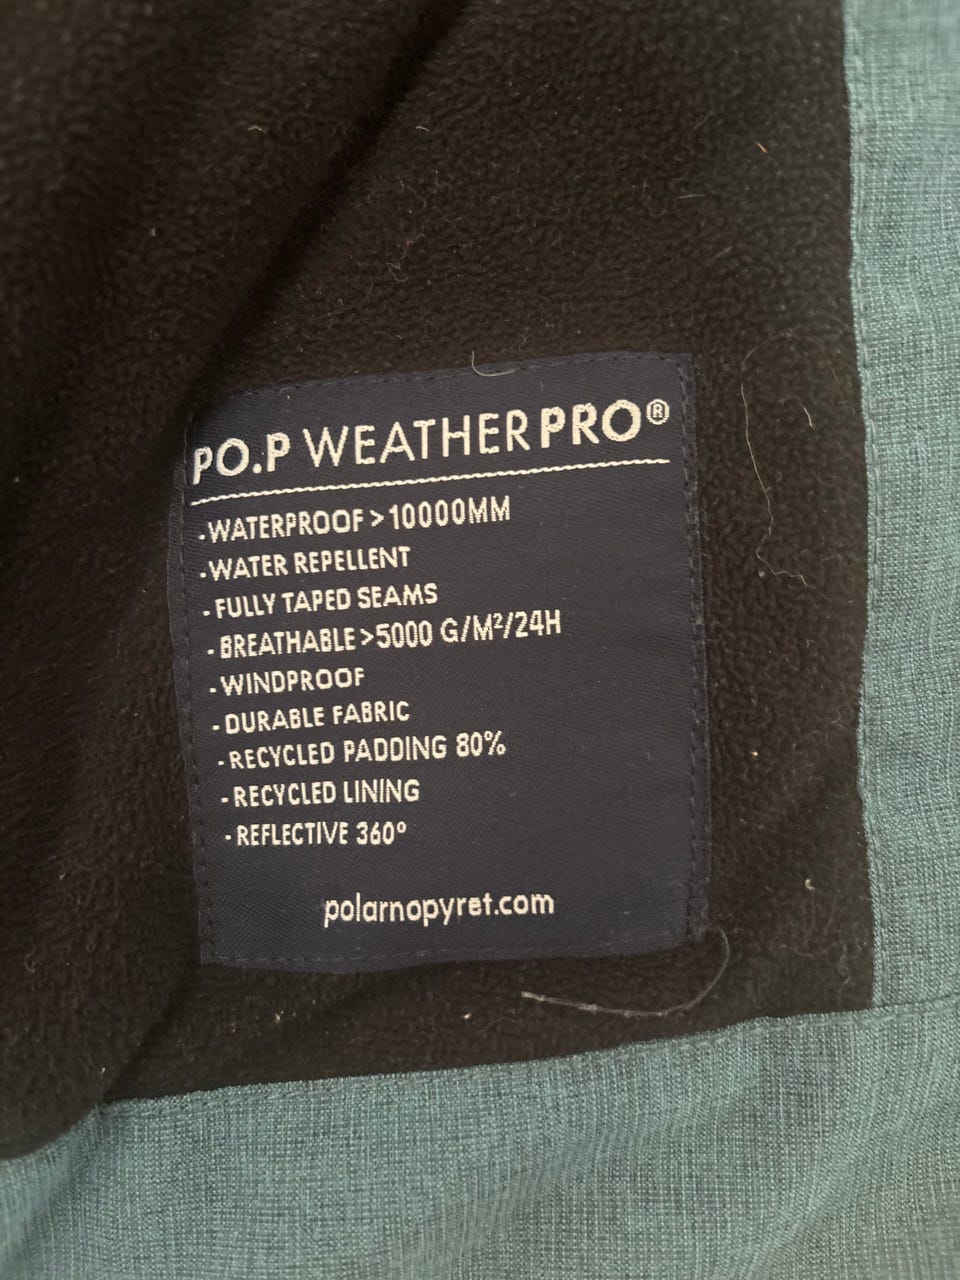 PO.P WEATHERPRO®
-WATERPROOF >10000MM
-WATER REPELLENT
-FULLY TAPED SEAMS
-BREATHABLE >5000 G/M²/24H
-WINDPROOF
-DURABLE FABRIC
-RECYCLED PADDING 80%
-RECYCLED LINING
-REFLECTIVE 360°
polarnopyret.com